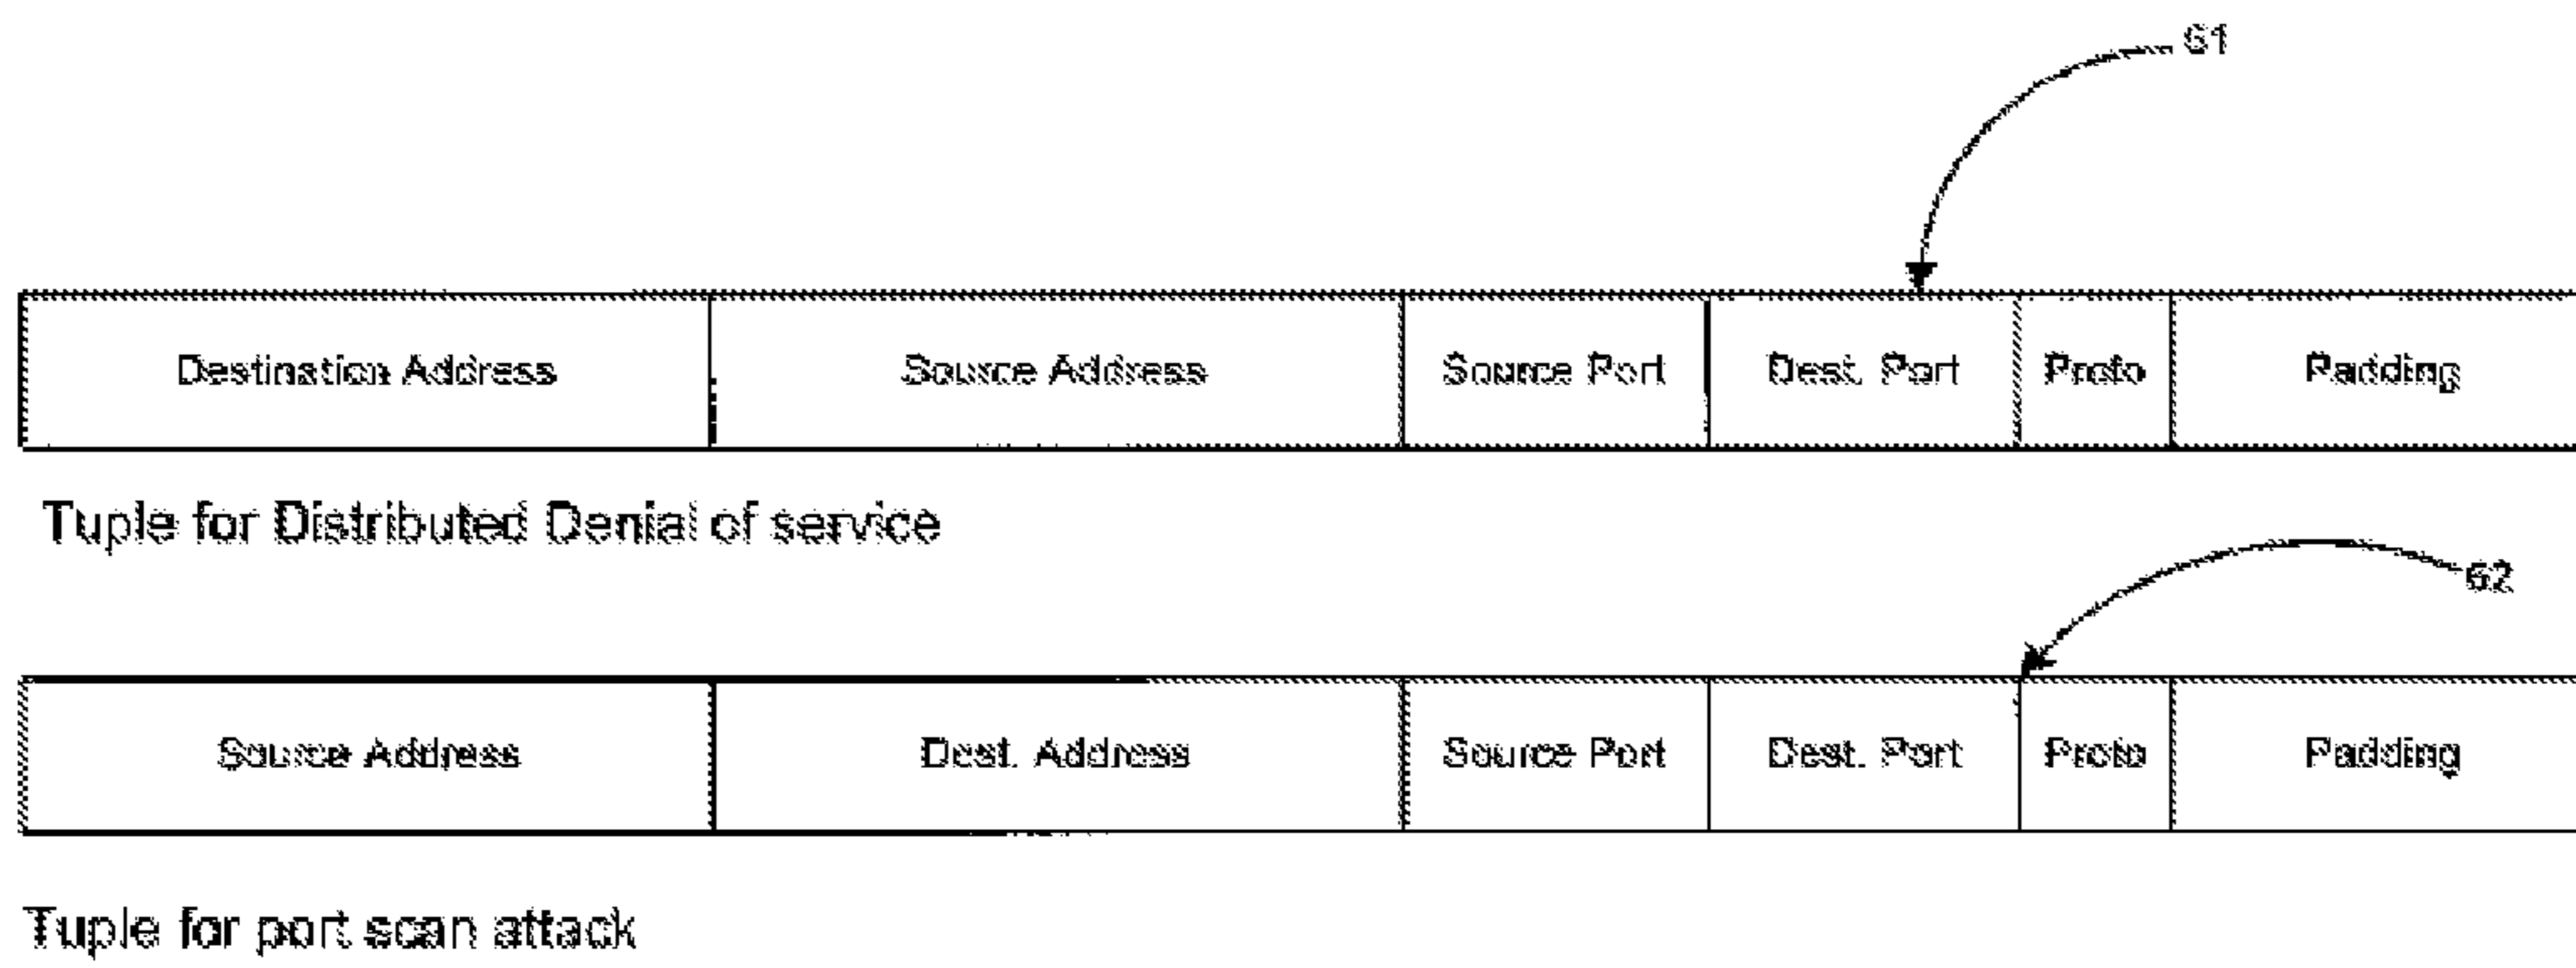 61
Destination Address Source Address Source Port Dest. Port Proto Padding
Tuple for Distributed Denial of service
62
Source Address Dest. Address Source Port Dest. Port Proto Padding
Tuple for port scan attack